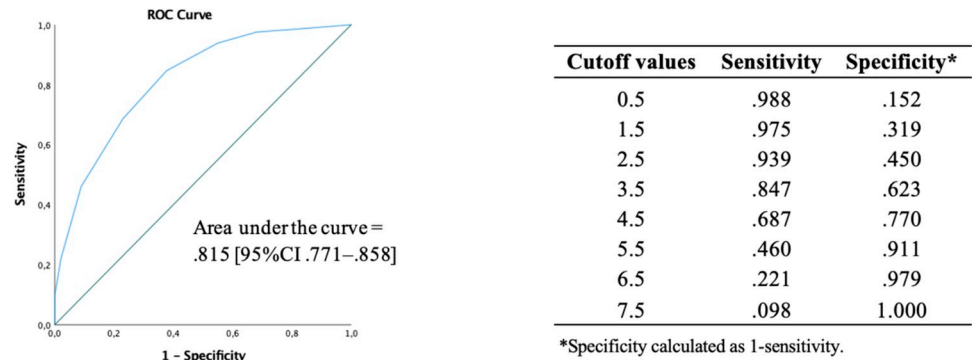 ROC Curve
1,0
0,8
0,6
0,4
0,2
0,0
Sensitivity
0,0 0,2 0,4 0,6 0,8 1,0
1 – Specificity
Area under the curve =
.815 [95%CI .771–.858]
Cutoff values Sensitivity Specificity*
0.5 .988 .152
1.5 .975 .319
2.5 .939 .450
3.5 .847 .623
4.5 .687 .770
5.5 .460 .911
6.5 .221 .979
7.5 .098 1.000
*Specificity calculated as 1-sensitivity.